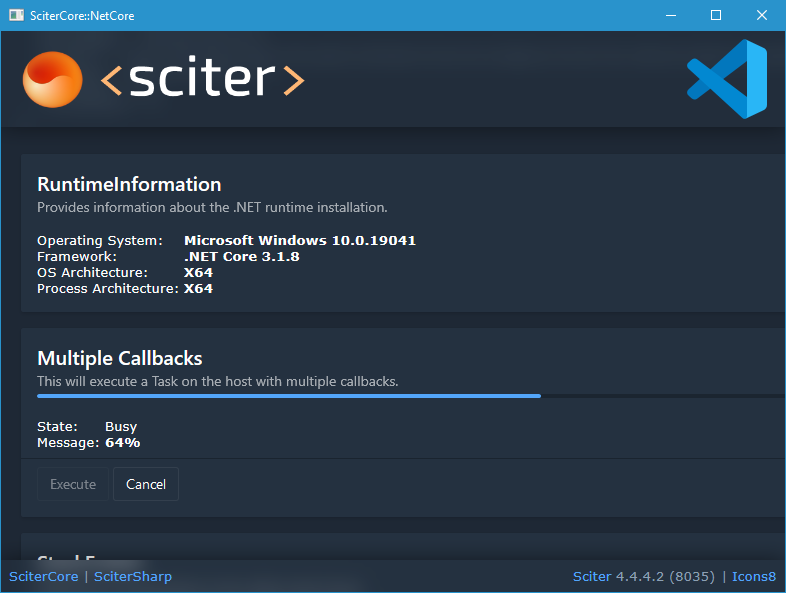 SciterCore::NetCore
<sciter>
RuntimeInformation
Provides information about the .NET runtime installation.
Operating System: Microsoft Windows 10.0.19041
Framework: .NET Core 3.1.8
OS Architecture: X64
Process Architecture: X64
Multiple Callbacks
This will execute a Task on the host with multiple callbacks.
State: Busy
Message: 64%
Execute Cancel
SciterCore | SciterSharp Sciter 4.4.4.2 (8035) | Icons8